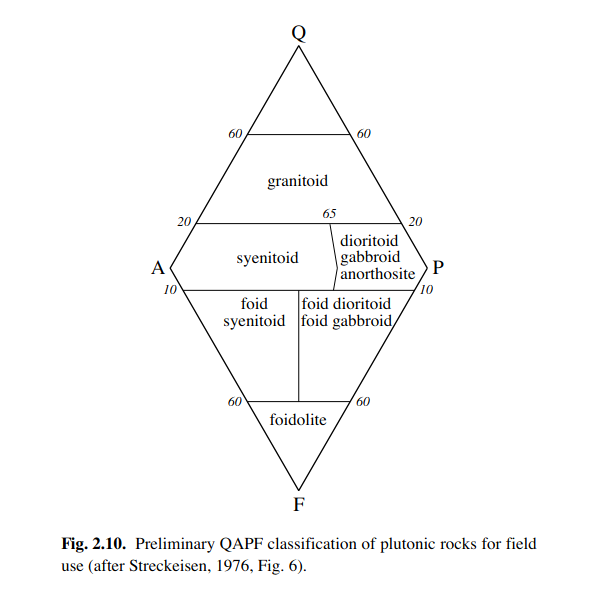 Q
60 60
granitoid
65
20 20
dioritoid
syenitoid gabbroid
A P
anorthosite
10 10
foid foid dioritoid
syenitoid foid gabbroid
60 60
foidolite
F
Fig. 2.10. Preliminary QAPF classification of plutonic rocks for field
use (after Streckeisen, 1976, Fig. 6).